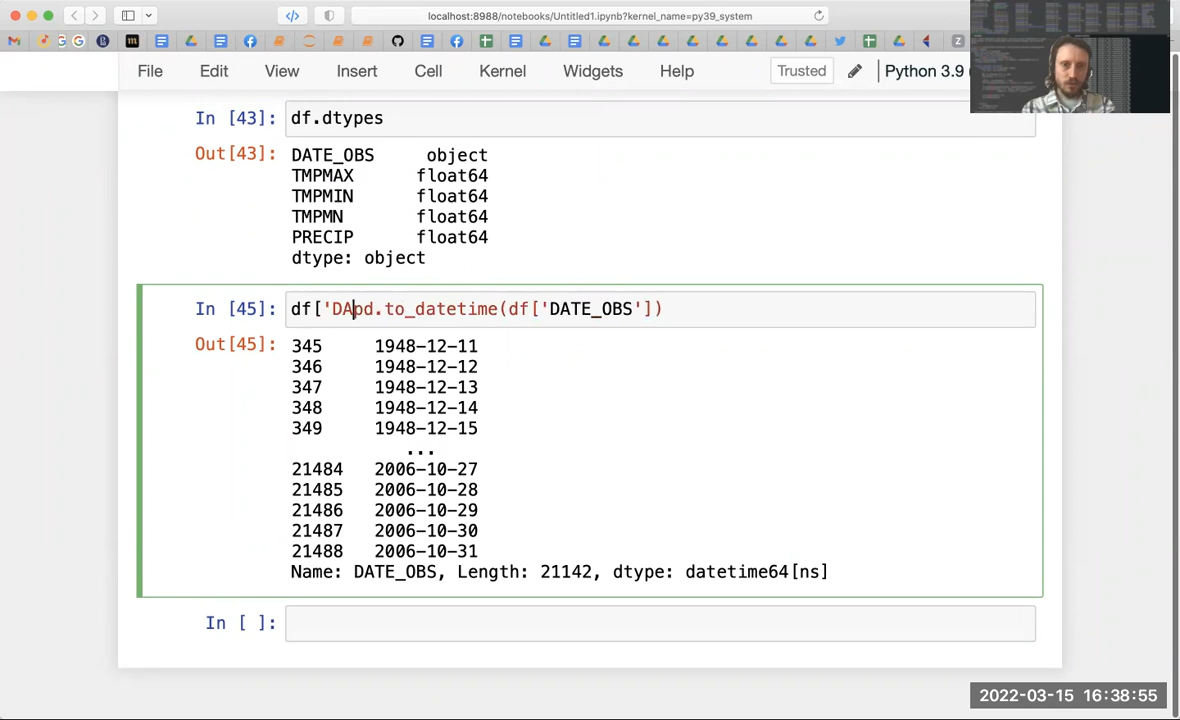 localhost:8988/notebooks/Untitled1.ipynb?kernel_name=py39_system
File Edit View Insert Cell Kernel Widgets Help Trusted Python 3.9
In [43]: df.dtypes
Out[43]: DATE_OBS object
TMPMAX float64
TMPMIN float64
TMPMN float64
PRECIP float64
dtype: object
In [45]: df['DApd.to_datetime(df['DATE_OBS'])
Out[45]: 345 1948-12-11
346 1948-12-12
347 1948-12-13
348 1948-12-14
349 1948-12-15
...
21484 2006-10-27
21485 2006-10-28
21486 2006-10-29
21487 2006-10-30
21488 2006-10-31
Name: DATE_OBS, Length: 21142, dtype: datetime64[ns]
In [ ]:
2022-03-15 16:38:55